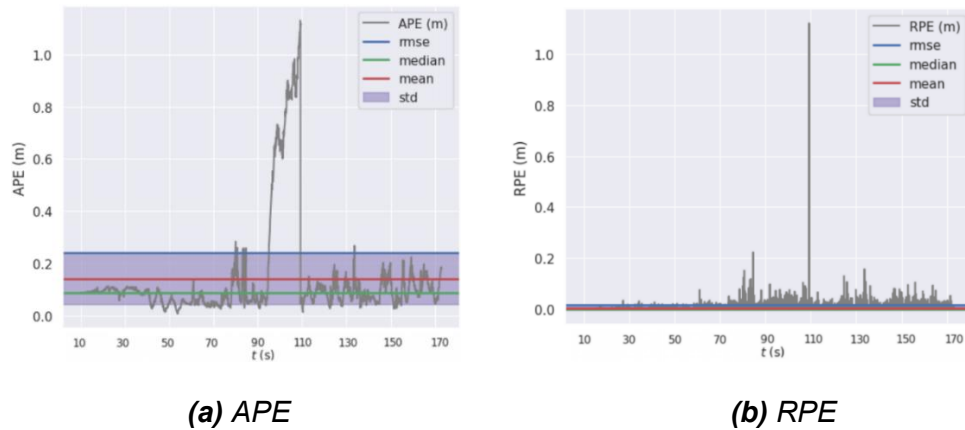 APE (m)
rmse
median
mean
std
1.0
0.8
0.6
0.4
0.2
0.0
APE (m)
10 30 50 70 90 110 130 150 170
t (s)
(a) APE
RPE (m)
rmse
median
mean
std
1.0
0.8
0.6
0.4
0.2
0.0
RPE (m)
10 30 50 70 90 110 130 150 170
t (s)
(b) RPE